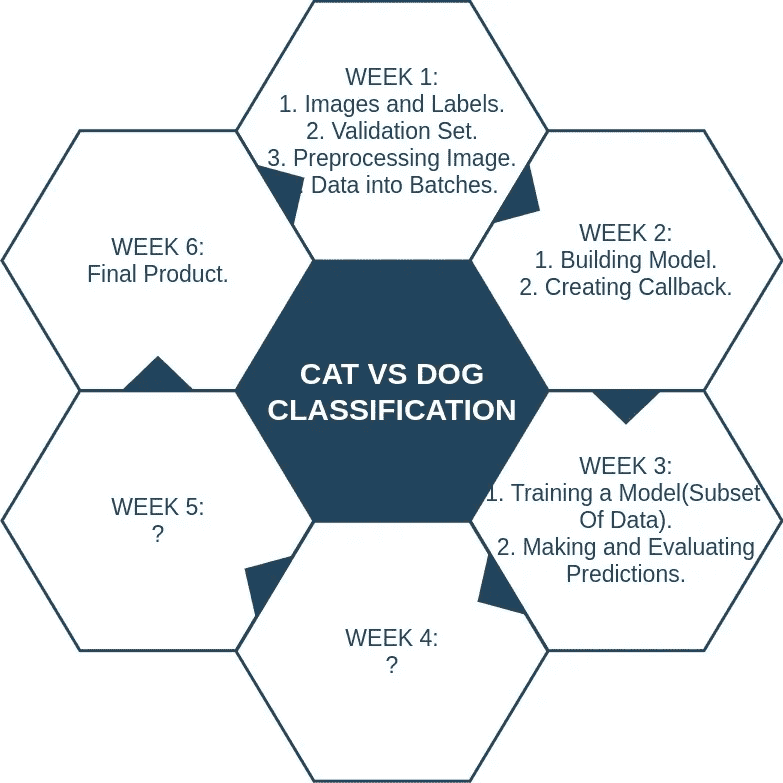 WEEK 1:
1. Images and Labels.
2. Validation Set.
3. Preprocessing Image.
. Data into Batches.
WEEK 2:
1. Building Model.
2. Creating Callback.
WEEK 3:
1. Training a Model(Subset
Of Data).
2. Making and Evaluating
Predictions.
WEEK 4:
?
WEEK 5:
?
WEEK 6:
Final Product.
CAT VS DOG
CLASSIFICATION